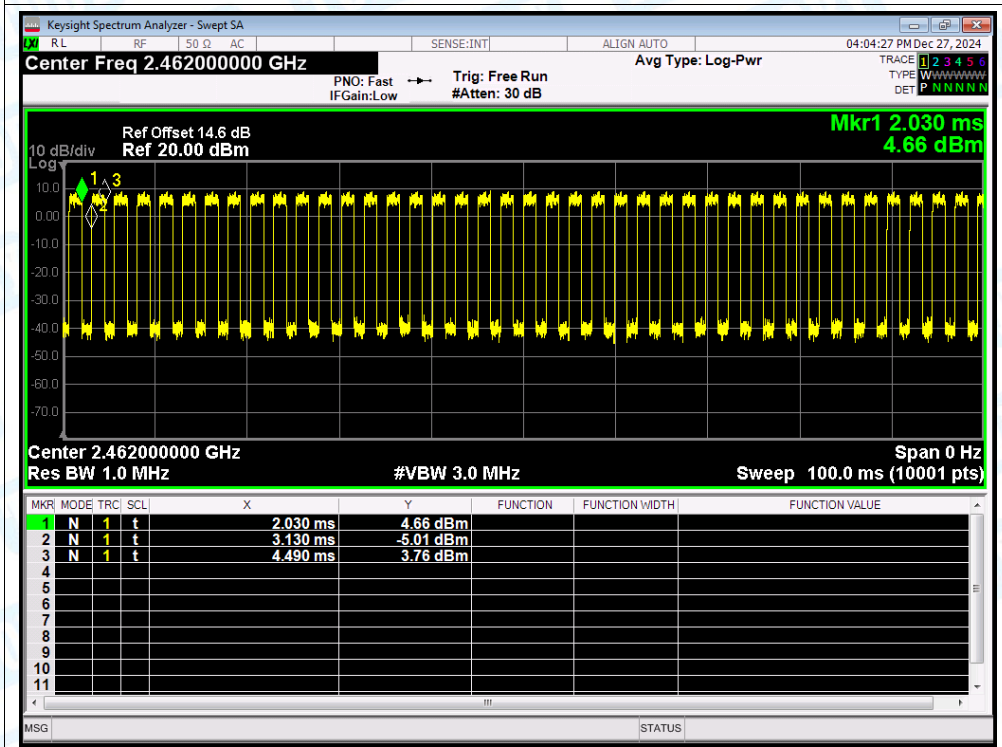 Keysight Spectrum Analyzer - Swept SA
LXI RL RF 50 Ω AC SENSE:INT ALIGN AUTO 04:04:27 PM Dec 27, 2024
Center Freq 2.462000000 GHz Avg Type: Log-Pwr TRACE 1 2 3 4 5 6
PNO: Fast Trig: Free Run TYPE WWWWWWW
IFGain:Low #Atten: 30 dB DET P N N N N N
Mkr1 2.030 ms
Ref Offset 14.6 dB
10 dB/div Ref 20.00 dBm 4.66 dBm
Log
1 3
10.0
2
0.00
-10.0
-20.0
-30.0
-40.0
-50.0
-60.0
-70.0
Center 2.462000000 GHz Span 0 Hz
Res BW 1.0 MHz #VBW 3.0 MHz Sweep 100.0 ms (10001 pts)
MKR MODE TRC SCL X Y FUNCTION FUNCTION WIDTH FUNCTION VALUE
1 N 1 t 2.030 ms 4.66 dBm
2 N 1 t 3.130 ms -5.01 dBm
3 N 1 t 4.490 ms 3.76 dBm
4
5
6
7
8
9
10
11
MSG STATUS